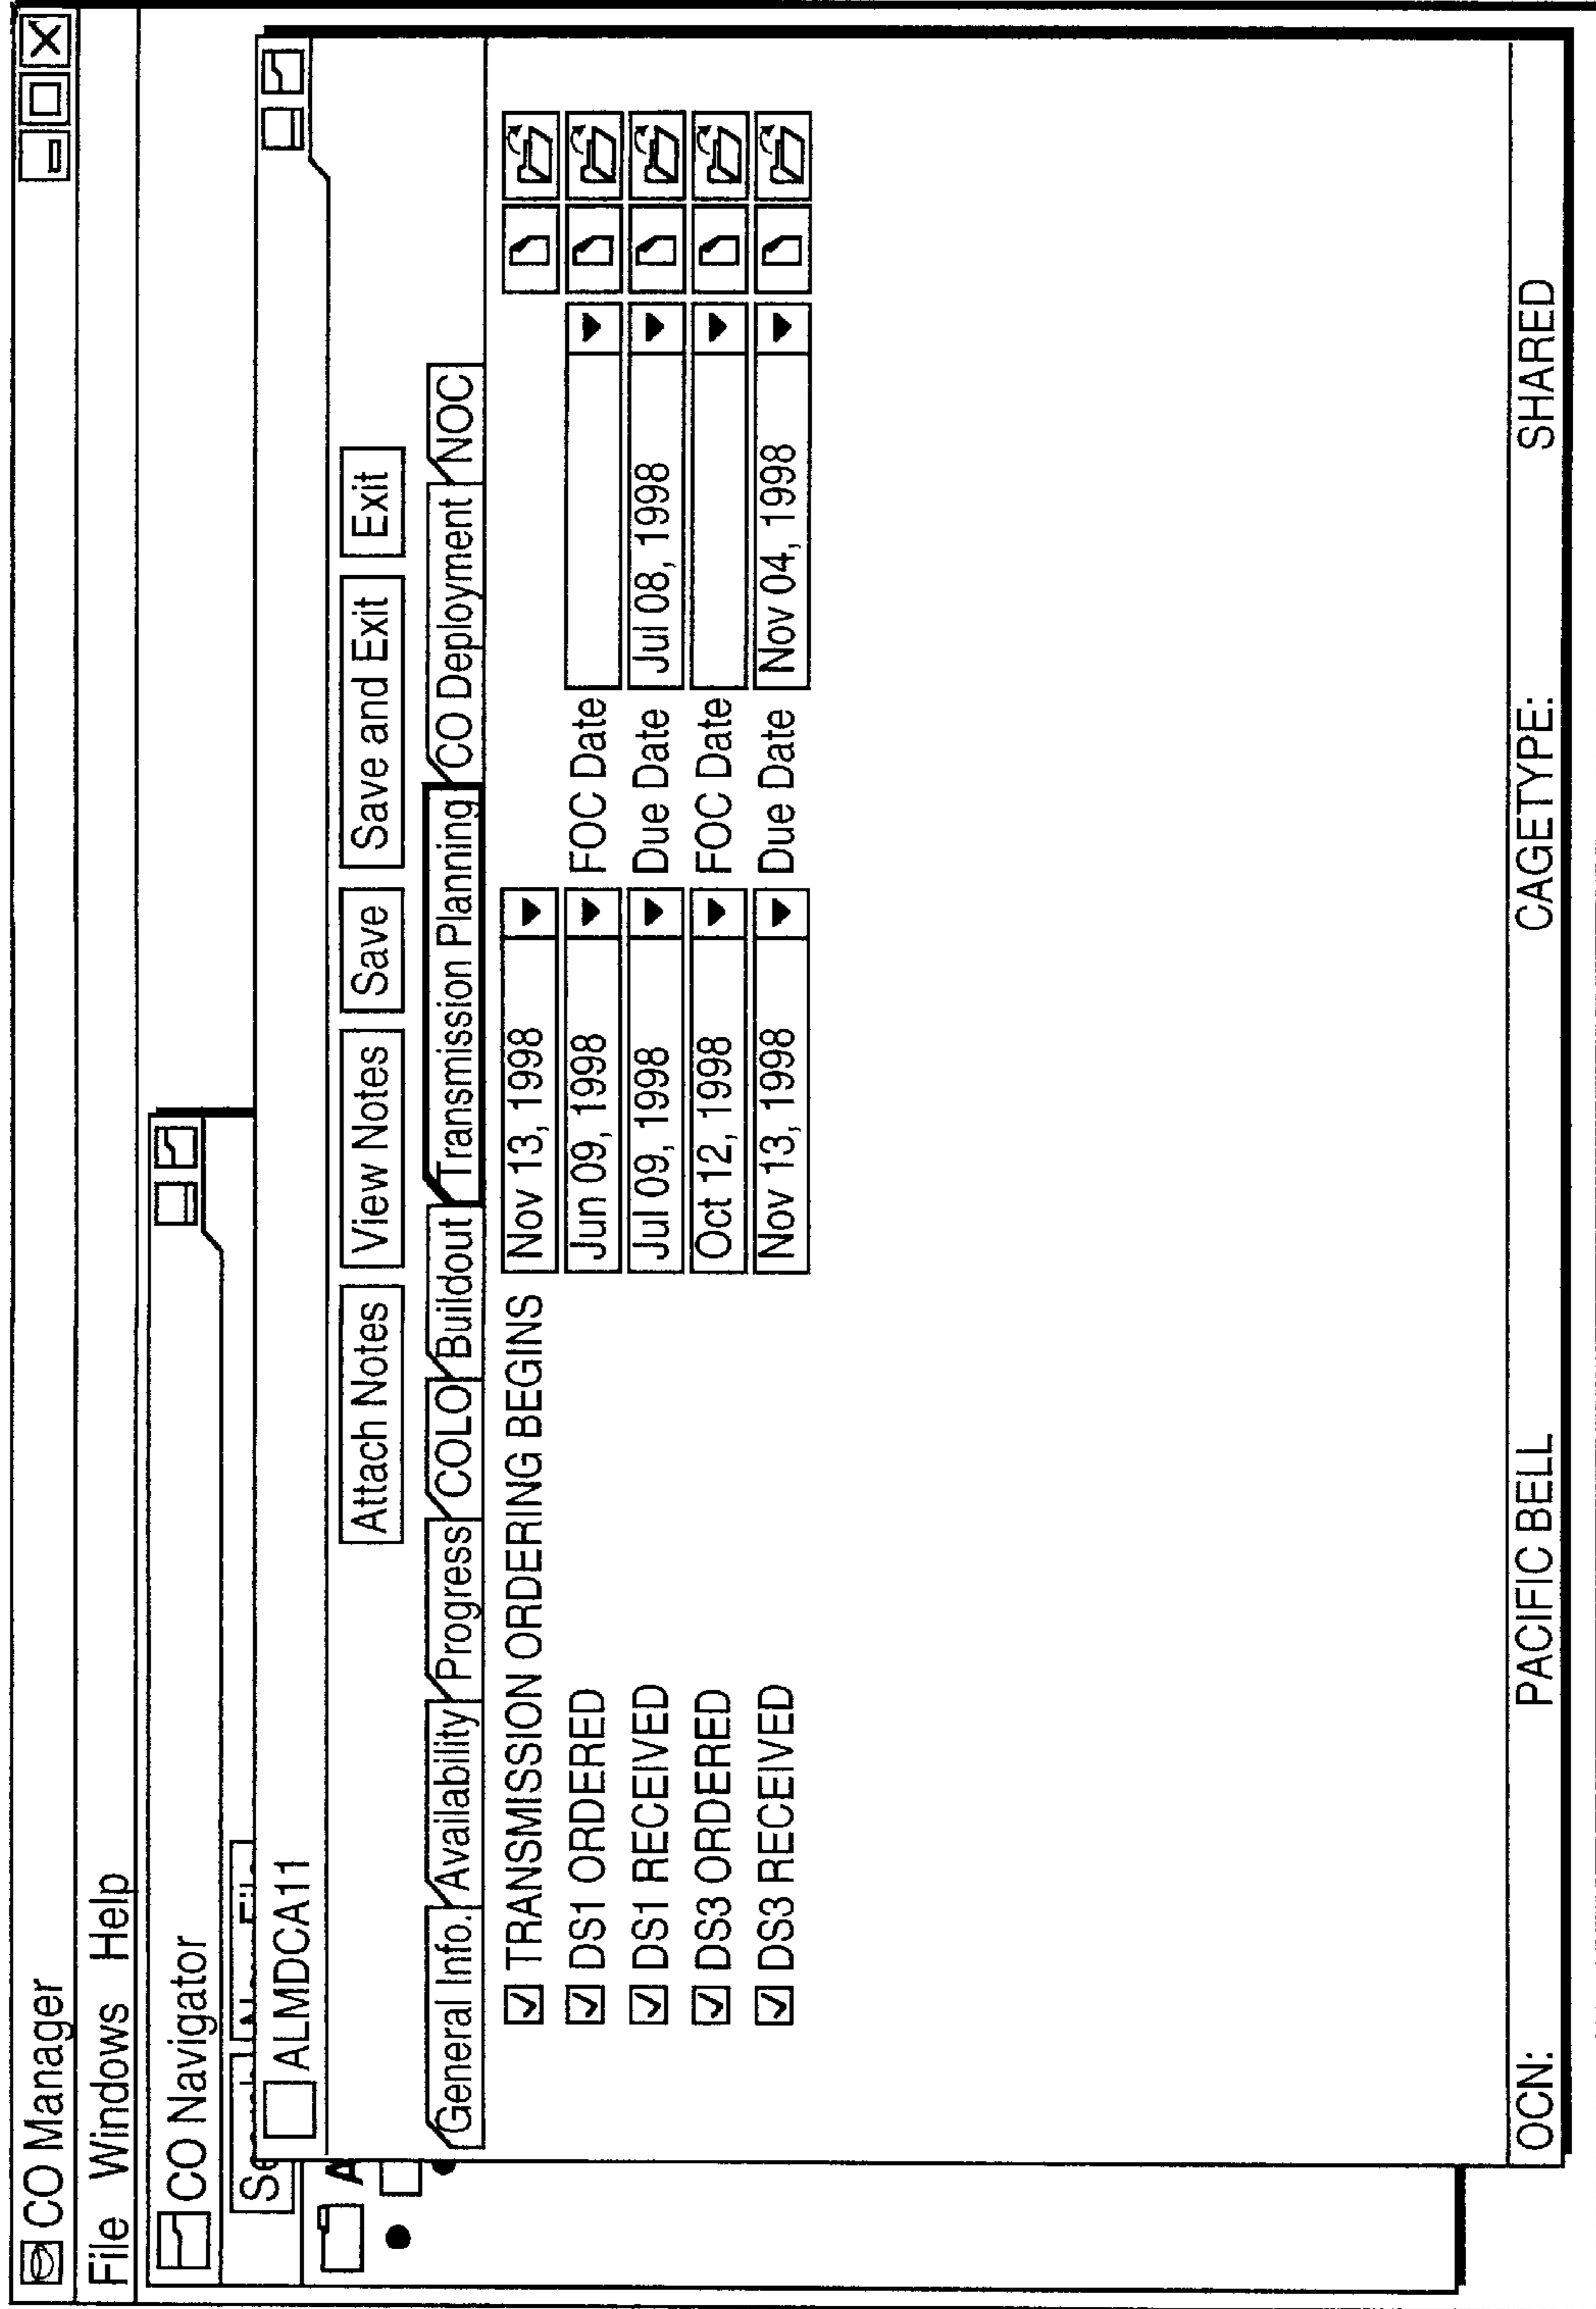 CO Manager
File Windows Help
CO Navigator
ALMDCA11
Attach Notes View Notes Save Save and Exit Exit
General Info. Availability Progress COLO Buildout Transmission Planning CO Deployment NOC
TRANSMISSION ORDERING BEGINS Nov 13, 1998
DS1 ORDERED Jun 09, 1998 FOC Date
DS1 RECEIVED Jul 09, 1998 Due Date Jul 08, 1998
DS3 ORDERED Oct 12, 1998 FOC Date
DS3 RECEIVED Nov 13, 1998 Due Date Nov 04, 1998
OCN: PACIFIC BELL CAGETYPE: SHARED